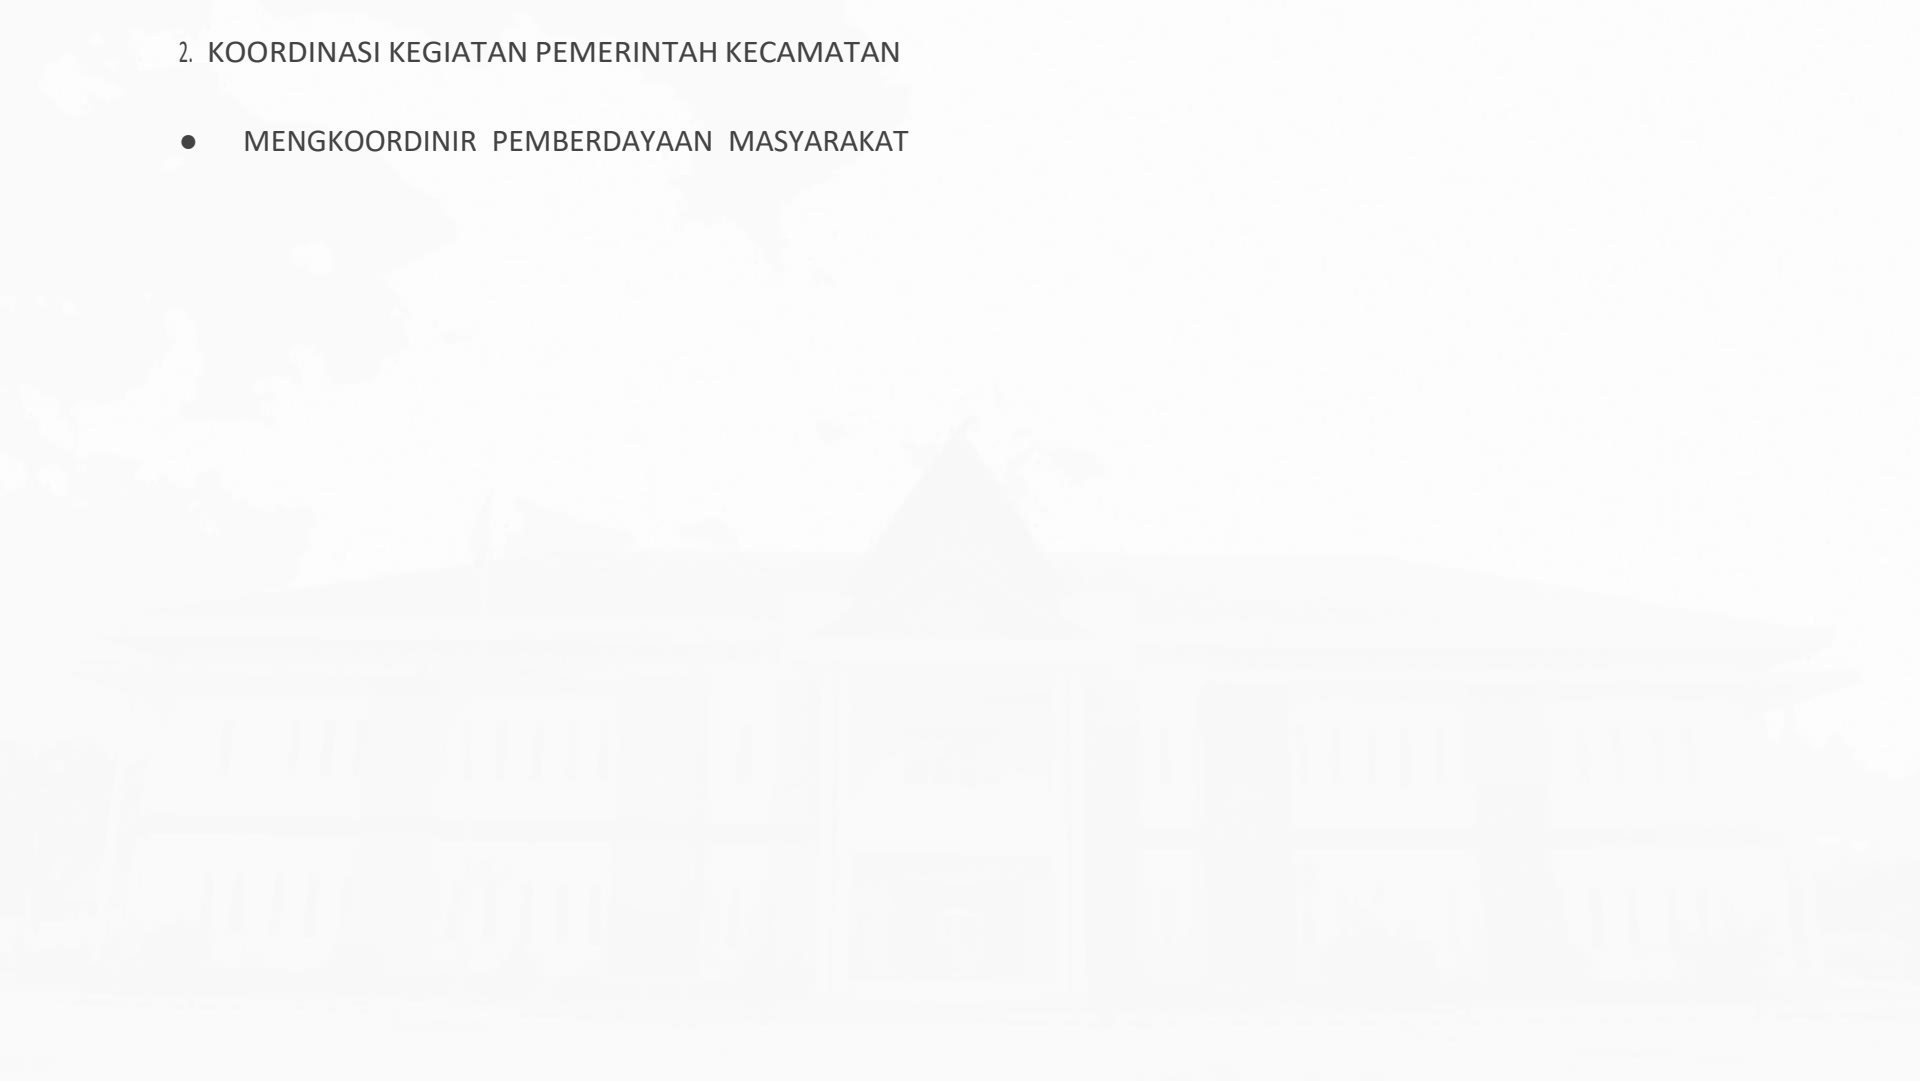 2. KOORDINASI KEGIATAN PEMERINTAH KECAMATAN
● MENGKOORDINIR PEMBERDAYAAN MASYARAKAT